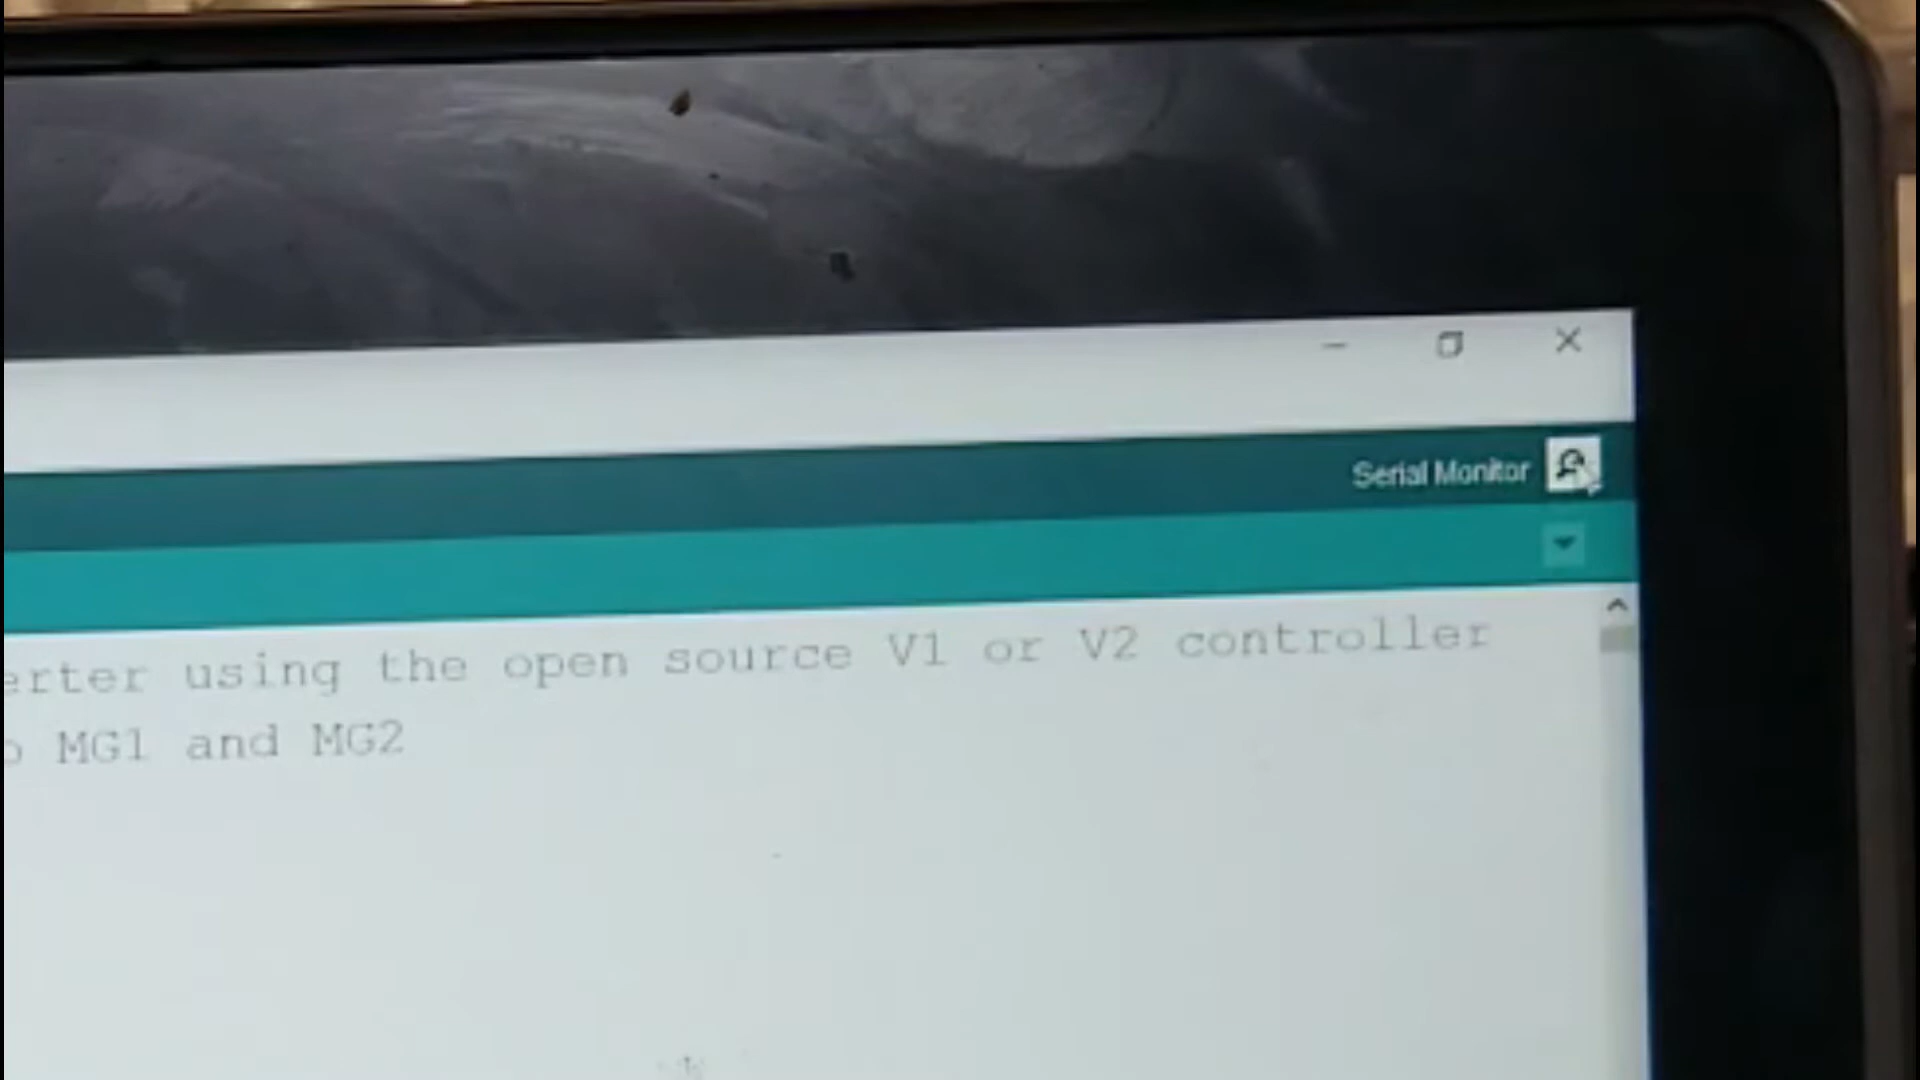 Serial Monitor
erter using the open source V1 or V2 controller
MG1 and MG2